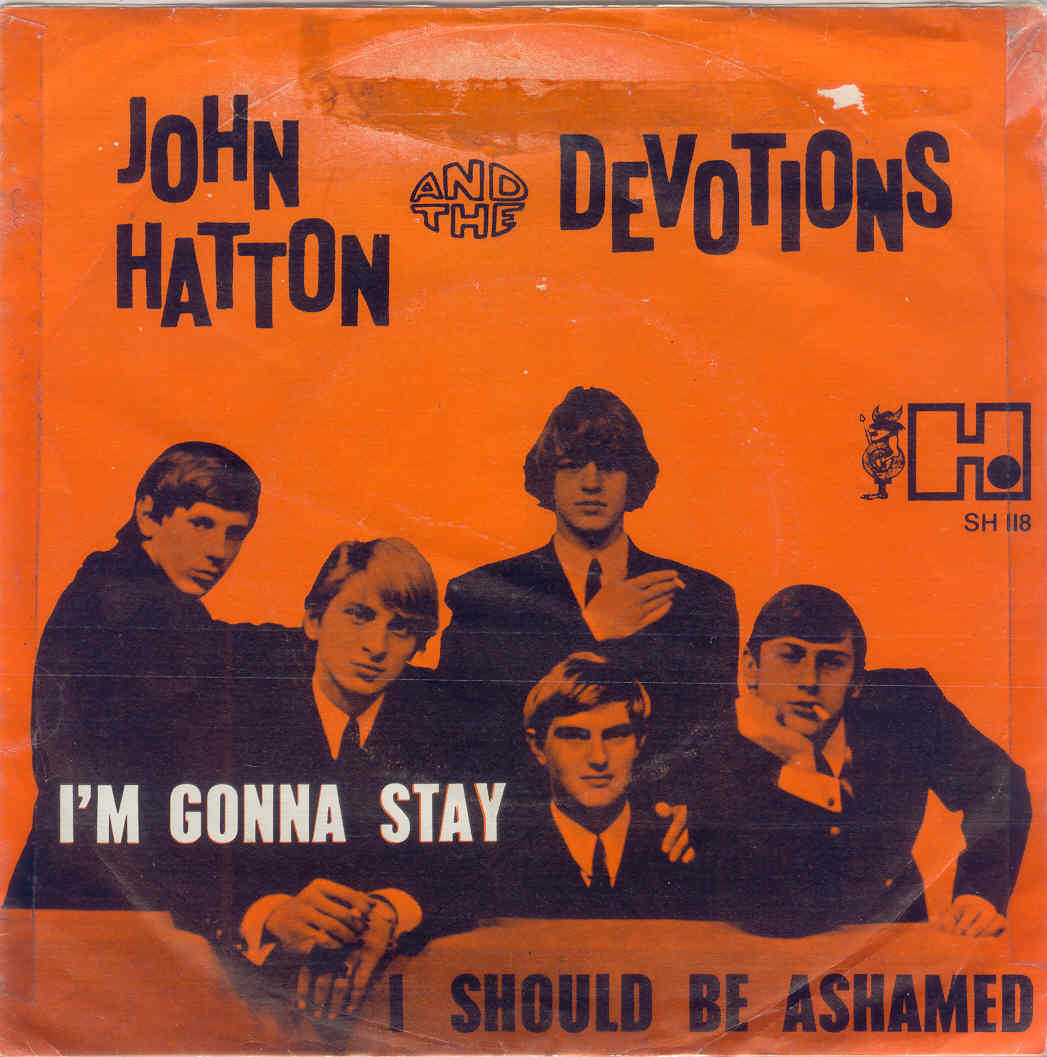 JOHN
HATTON
AND
THE
DEVOTIONS
H
SH 118
I'M GONNA STAY
I SHOULD BE ASHAMED